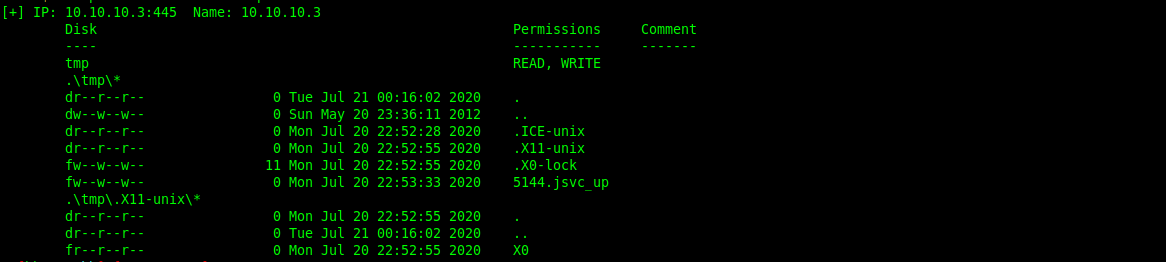 [+] IP: 10.10.10.3:445  Name: 10.10.10.3
Disk                                                    Permissions     Comment
----                                                    -----------     -------
tmp                                                     READ, WRITE
.\tmp\*
dr--r--r--                0 Tue Jul 21 00:16:02 2020    .
dw--w--w--                0 Sun May 20 23:36:11 2012    ..
dr--r--r--                0 Mon Jul 20 22:52:28 2020    .ICE-unix
dr--r--r--                0 Mon Jul 20 22:52:55 2020    .X11-unix
fw--w--w--               11 Mon Jul 20 22:52:55 2020    .X0-lock
fw--w--w--                0 Mon Jul 20 22:53:33 2020    5144.jsvc_up
.\tmp\.X11-unix\*
dr--r--r--                0 Mon Jul 20 22:52:55 2020    .
dr--r--r--                0 Tue Jul 21 00:16:02 2020    ..
fr--r--r--                0 Mon Jul 20 22:52:55 2020    X0